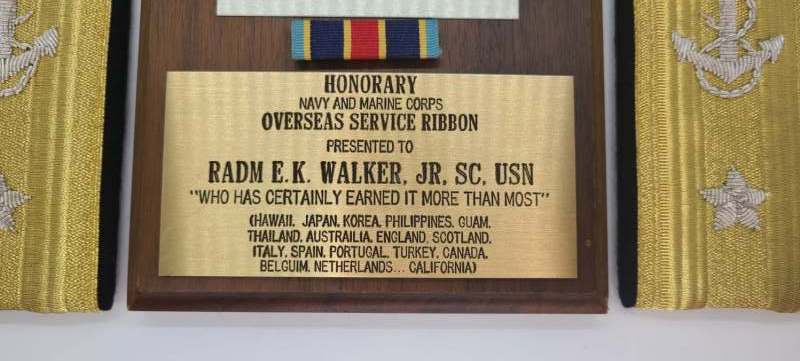 HONORARY
NAVY AND MARINE CORPS
OVERSEAS SERVICE RIBBON
PRESENTED TO
RADM E.K. WALKER, JR, SC, USN
"WHO HAS CERTAINLY EARNED IT MORE THAN MOST"
(HAWAII, JAPAN, KOREA, PHILIPPINES, GUAM,
THAILAND, AUSTRAILIA, ENGLAND, SCOTLAND,
ITALY, SPAIN, PORTUGAL, TURKEY, CANADA,
BELGUIM, NETHERLANDS... CALIFORNIA)